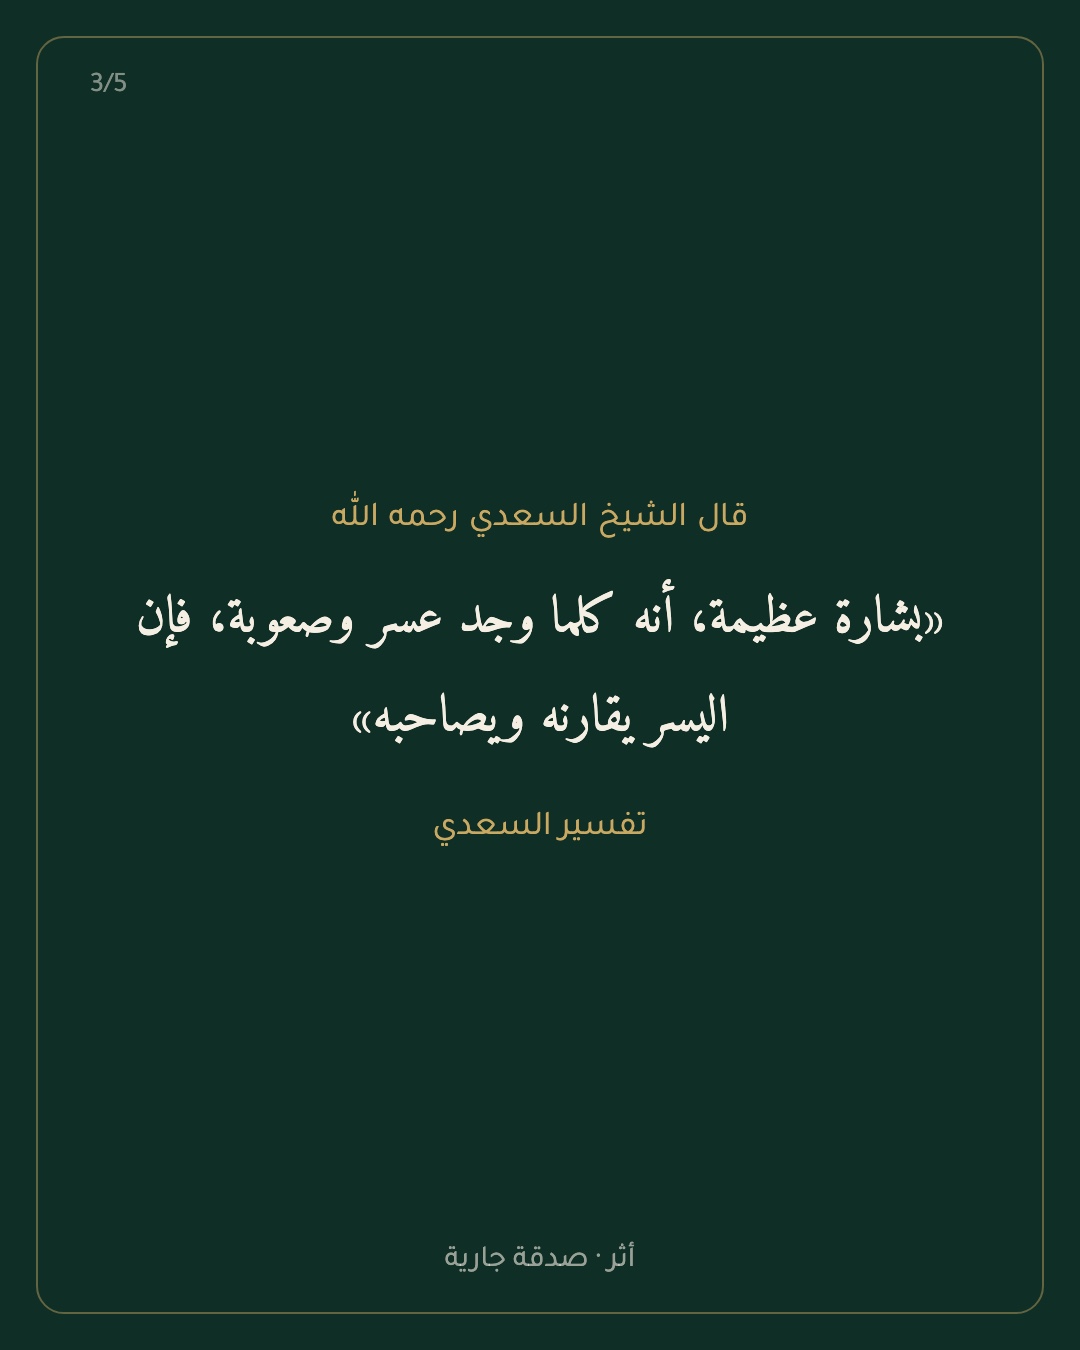 3/5
قال الشيخ السعدي رحمه الله
«بشارة عظيمة، أنه كلما وجد عسر وصعوبة، فإن
اليسر يقارنه ويصاحبه»
تفسير السعدي
أثر · صدقة جارية